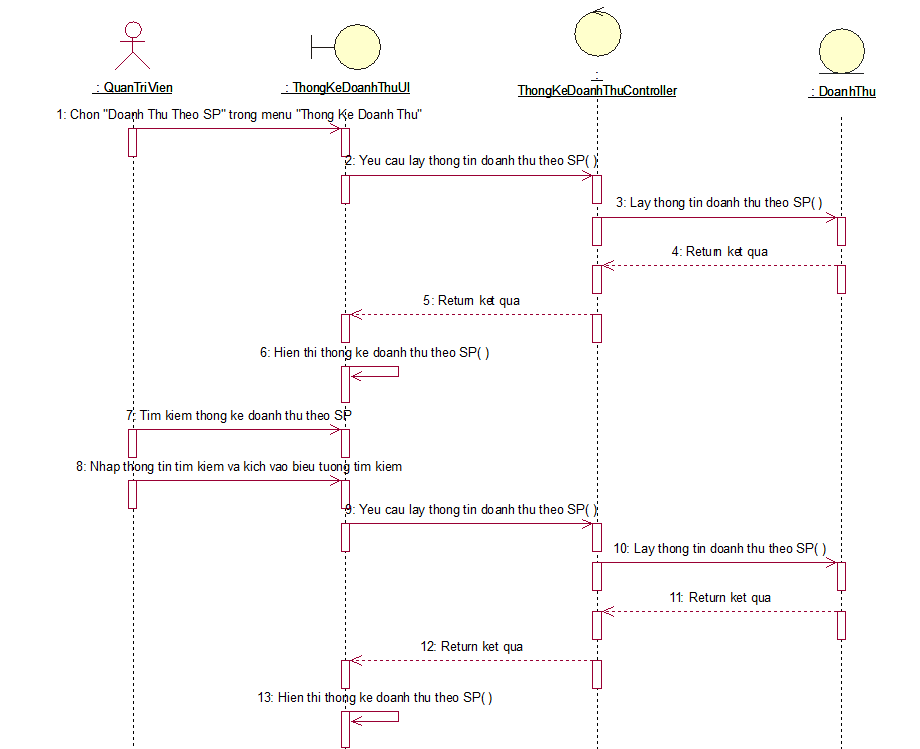 : QuanTriVien
: ThongKeDoanhThuUI
:
ThongKeDoanhThuController
: DoanhThu
1: Chon "Doanh Thu Theo SP" trong menu "Thong Ke Doanh Thu"
2: Yeu cau lay thong tin doanh thu theo SP( )
3: Lay thong tin doanh thu theo SP( )
4: Return ket qua
5: Return ket qua
6: Hien thi thong ke doanh thu theo SP( )
7: Tim kiem thong ke doanh thu theo SP
8: Nhap thong tin tim kiem va kich vao bieu tuong tim kiem
9: Yeu cau lay thong tin doanh thu theo SP( )
10: Lay thong tin doanh thu theo SP( )
11: Return ket qua
12: Return ket qua
13: Hien thi thong ke doanh thu theo SP( )